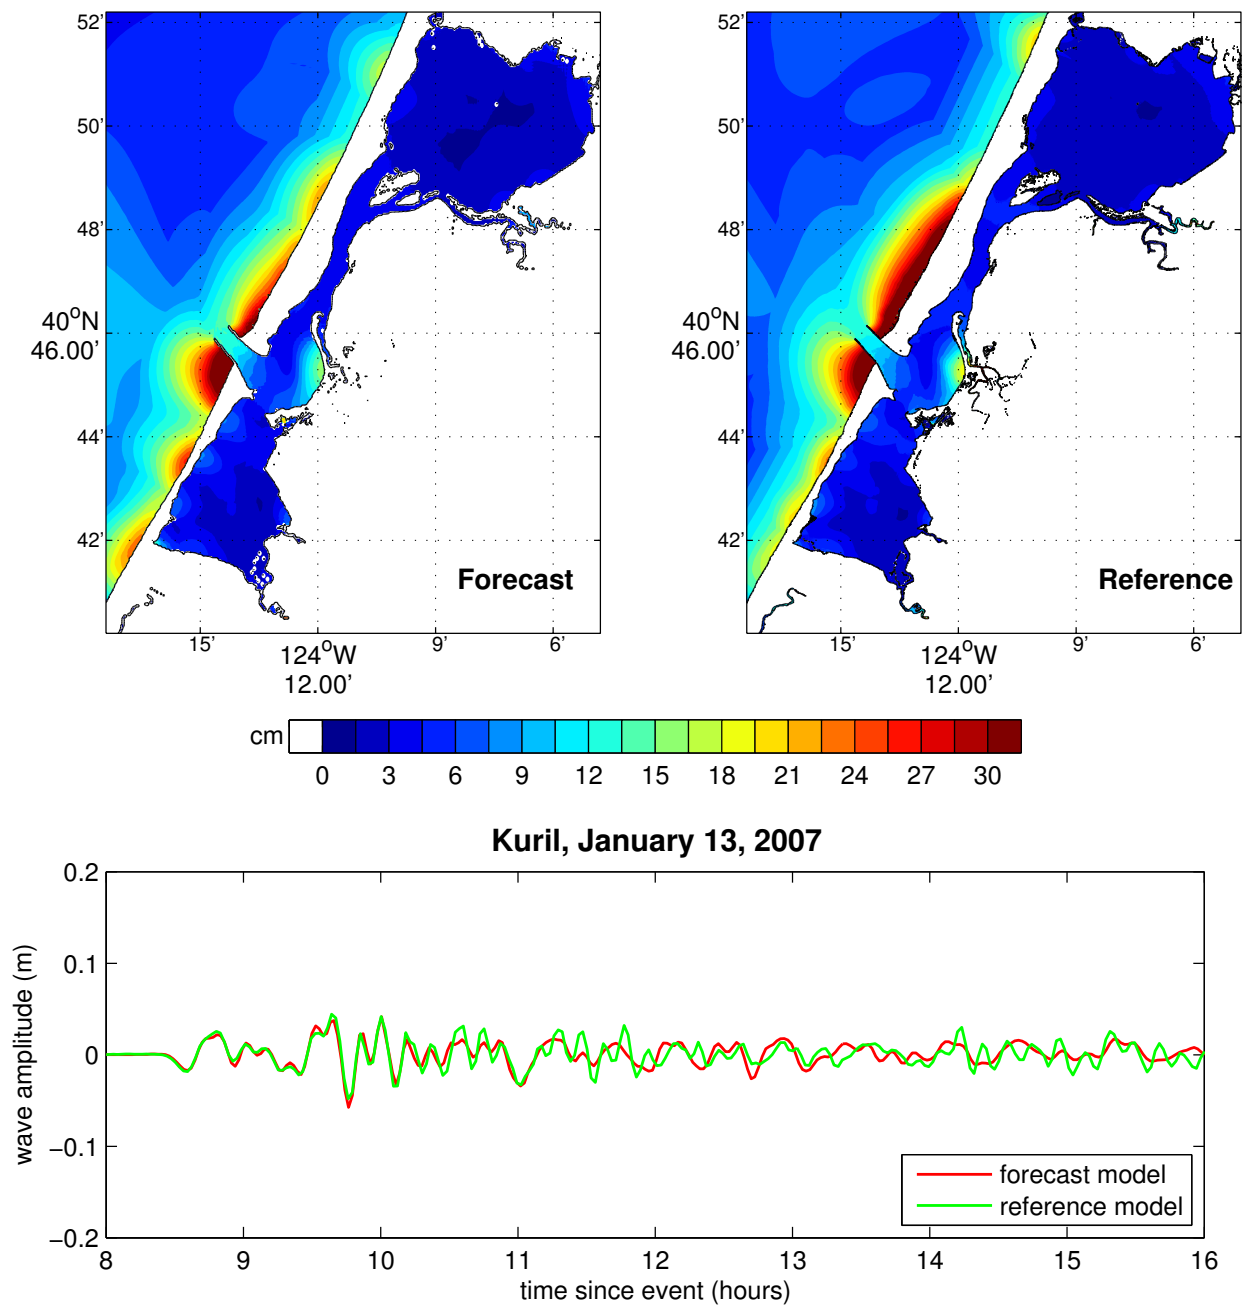 52'
50'
48'
40°N
46.00'
44'
42'
Forecast
15'
124°W
12.00'
9'
6'
52'
50'
48'
40°N
46.00'
44'
42'
Reference
15'
124°W
12.00'
9'
6'
cm
0 3 6 9 12 15 18 21 24 27 30
Kuril, January 13, 2007
wave amplitude (m)
0.2
0.1
0
−0.1
−0.2
forecast model
reference model
8 9 10 11 12 13 14 15 16
time since event (hours)